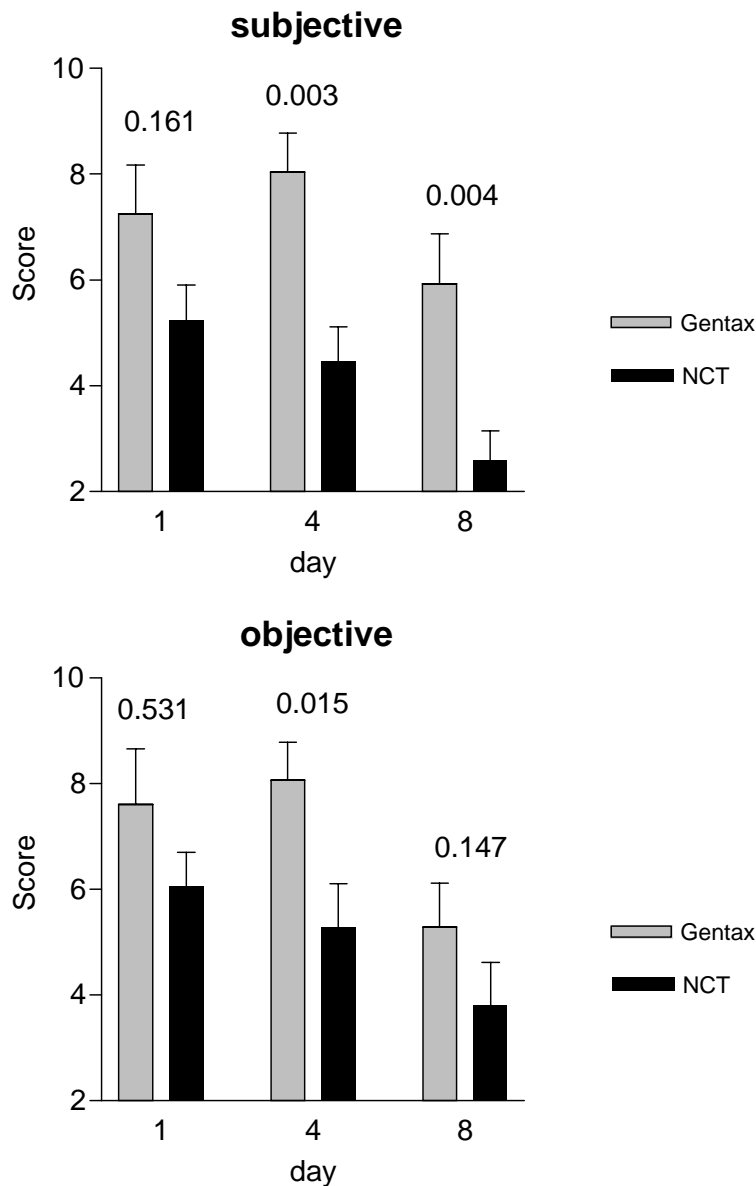 subjective
10
0.003
0.161
8
0.004
Score
6
Gentax
4
NCT
2
1 4 8
day
objective
10
0.531
0.015
8
0.147
Score
6
Gentax
4
NCT
2
1 4 8
day